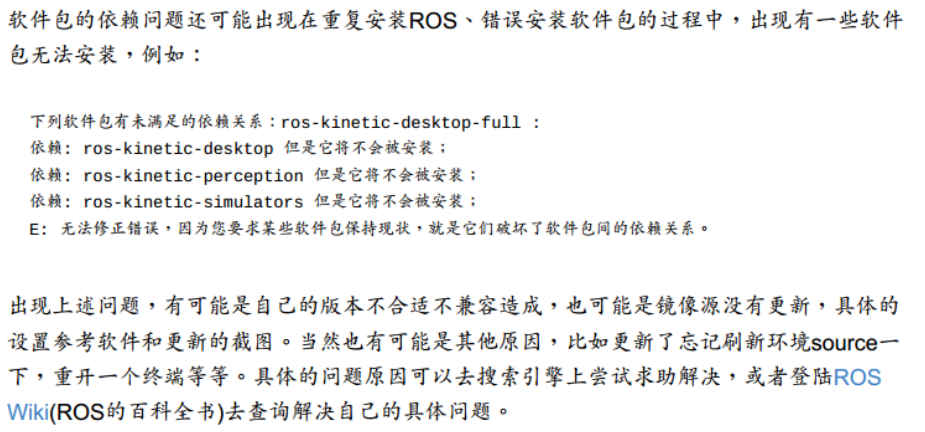 软件包的依赖问题还可能出现在重复安装ROS、错误安装软件包的过程中，出现有一些软件
包无法安装，例如：
下列软件包有未满足的依赖关系：ros-kinetic-desktop-full :
依赖: ros-kinetic-desktop 但是它将不会被安装；
依赖: ros-kinetic-perception 但是它将不会被安装；
依赖: ros-kinetic-simulators 但是它将不会被安装；
E: 无法修正错误，因为您要求某些软件包保持现状，就是它们破坏了软件包间的依赖关系。
出现上述问题，有可能是自己的版本不合适不兼容造成，也可能是镜像源没有更新，具体的
设置参考软件和更新的截图。当然也有可能是其他原因，比如更新了忘记刷新环境source一
下，重开一个终端等等。具体的问题原因可以去搜索引擎上尝试求助解决，或者登陆ROS
Wiki(ROS的百科全书)去查询解决自己的具体问题。